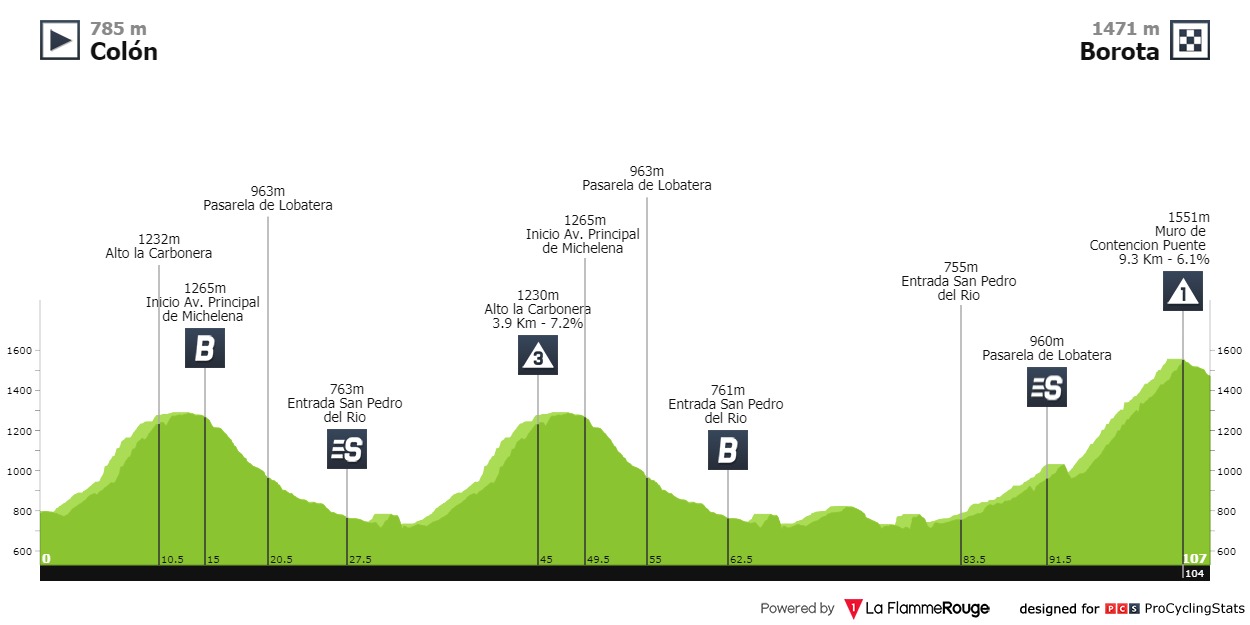 785 m
Colón
1471 m
Borota
1232m
Alto la Carbonera
1265m
Inicio Av. Principal
de Michelena
B
963m
Pasarela de Lobatera
763m
Entrada San Pedro
del Rio
S
1230m
Alto la Carbonera
3.9 Km - 7.2%
3
1265m
Inicio Av. Principal
de Michelena
963m
Pasarela de Lobatera
761m
Entrada San Pedro
del Rio
B
755m
Entrada San Pedro
del Rio
960m
Pasarela de Lobatera
S
1551m
Muro de
Contencion Puente
9.3 Km - 6.1%
1
1600
1400
1200
1000
800
600
1600
1400
1200
1000
800
600
0
10.5
15
20.5
27.5
45
49.5
55
62.5
83.5
91.5
107
104
Powered by 1 La FlammeRouge designed for PCS ProCyclingStats